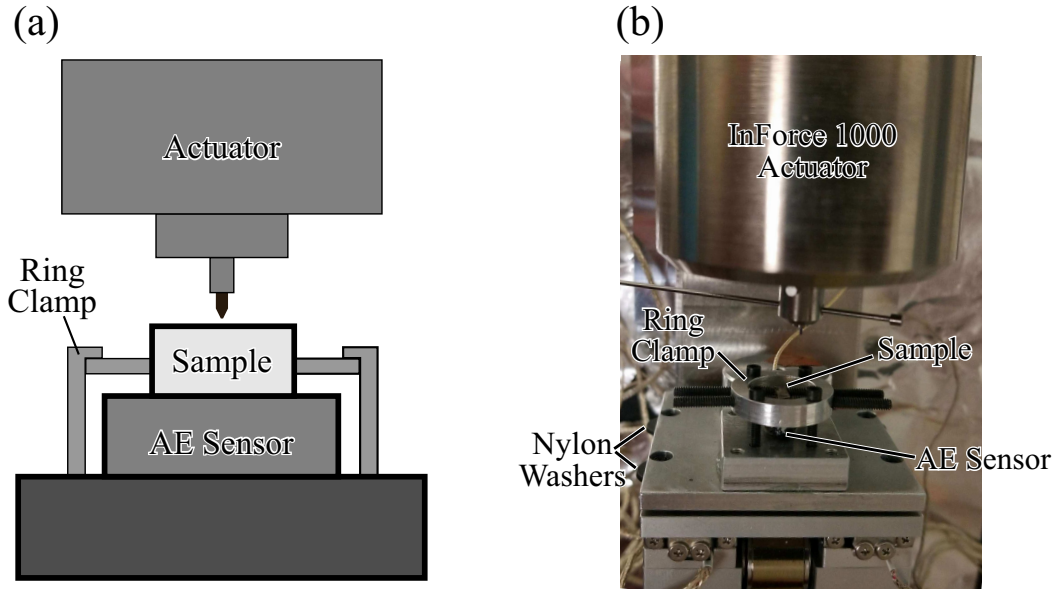 (a)
Actuator
Ring
Clamp
Sample
AE Sensor
(b)
InForce 1000
Actuator
Ring
Clamp
Sample
Nylon
Washers
AE Sensor